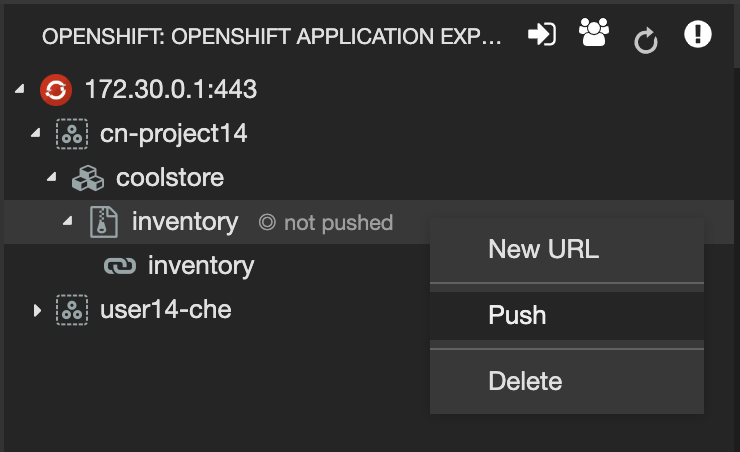 OPENSHIFT: OPENSHIFT APPLICATION EXP...
172.30.0.1:443
cn-project14
coolstore
inventory not pushed
New URL
inventory
user14-che
Push
Delete